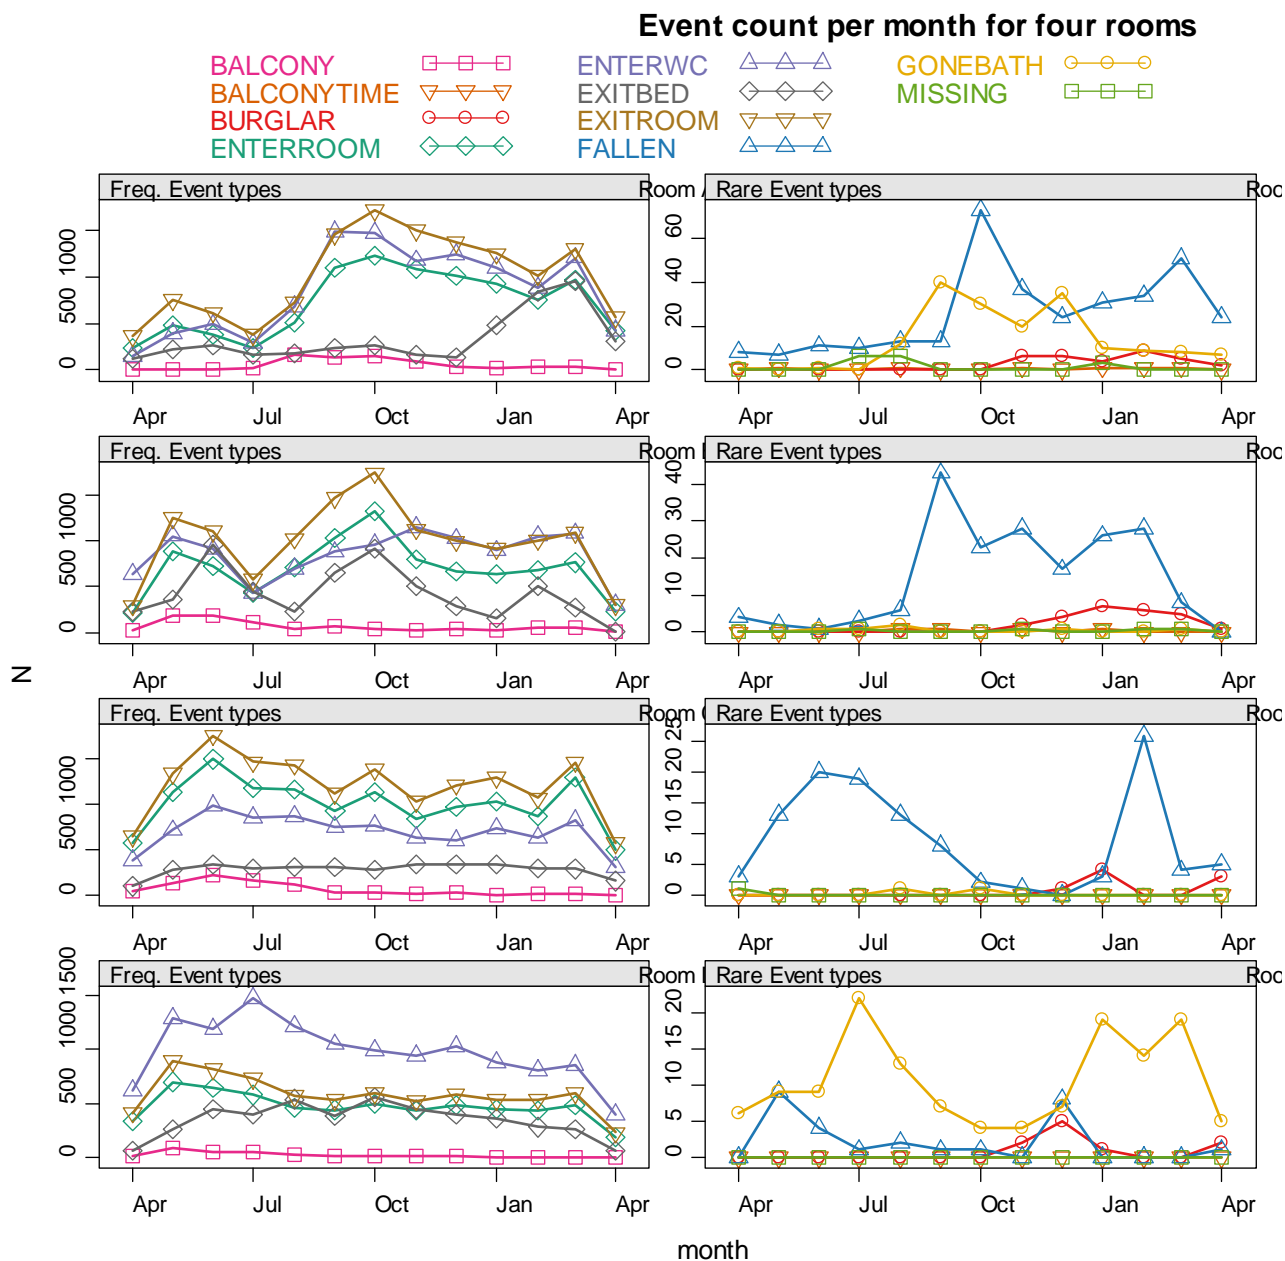 Event count per month for four rooms
BALCONY ENTERWC GONEBATH
BALCONYTIME EXITBED MISSING
BURGLAR EXITROOM
ENTERROOM FALLEN
Freq. Event types Room Rare Event types
0 500 1000
0 20 40 60
Apr Jul Oct Jan Apr Apr Jul Oct Jan Apr
Freq. Event types Room Rare Event types
0 500 1000
0 10 20 30 40
Apr Jul Oct Jan Apr Apr Jul Oct Jan Apr
Freq. Event types Room Rare Event types
0 500 1000
0 5 10 15 20 25
Apr Jul Oct Jan Apr Apr Jul Oct Jan Apr
Freq. Event types Room Rare Event types
0 500 1000 1500
0 5 10 15 20
Apr Jul Oct Jan Apr Apr Jul Oct Jan Apr
N
month